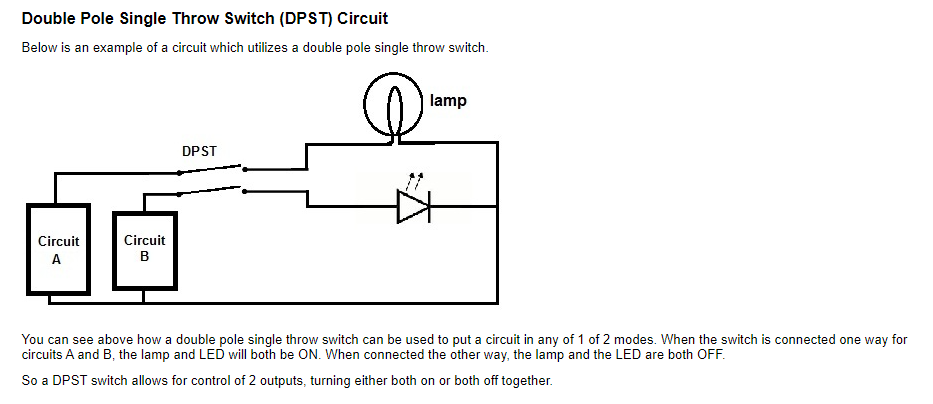 Double Pole Single Throw Switch (DPST) Circuit
Below is an example of a circuit which utilizes a double pole single throw switch.
lamp
DPST
Circuit
A
Circuit
B
You can see above how a double pole single throw switch can be used to put a circuit in any of 1 of 2 modes. When the switch is connected one way for
circuits A and B, the lamp and LED will both be ON. When connected the other way, the lamp and the LED are both OFF.
So a DPST switch allows for control of 2 outputs, turning either both on or both off together.